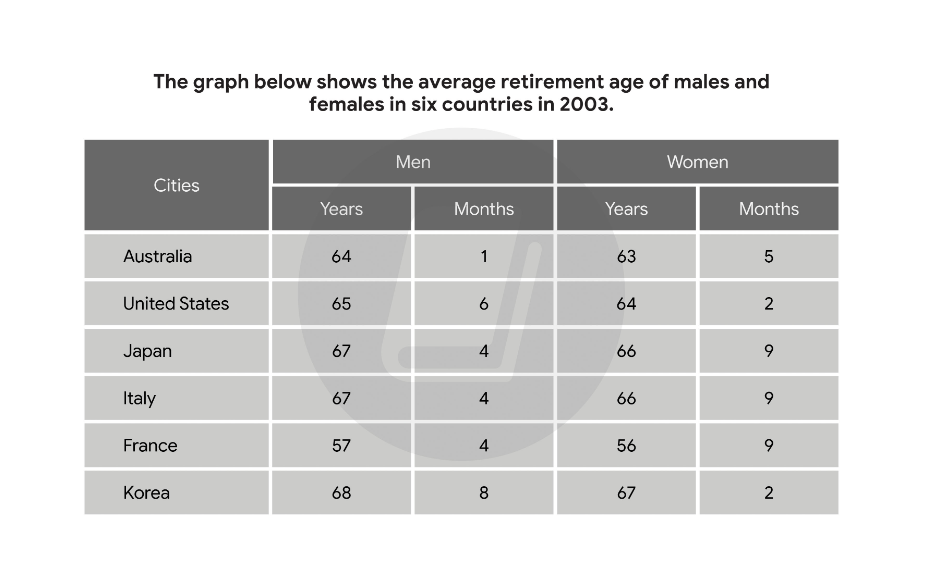 The graph below shows the average retirement age of males and
females in six countries in 2003.
Cities Men Women
Years Months Years Months
Australia 64 1 63 5
United States 65 6 64 2
Japan 67 4 66 9
Italy 67 4 66 9
France 57 4 56 9
Korea 68 8 67 2